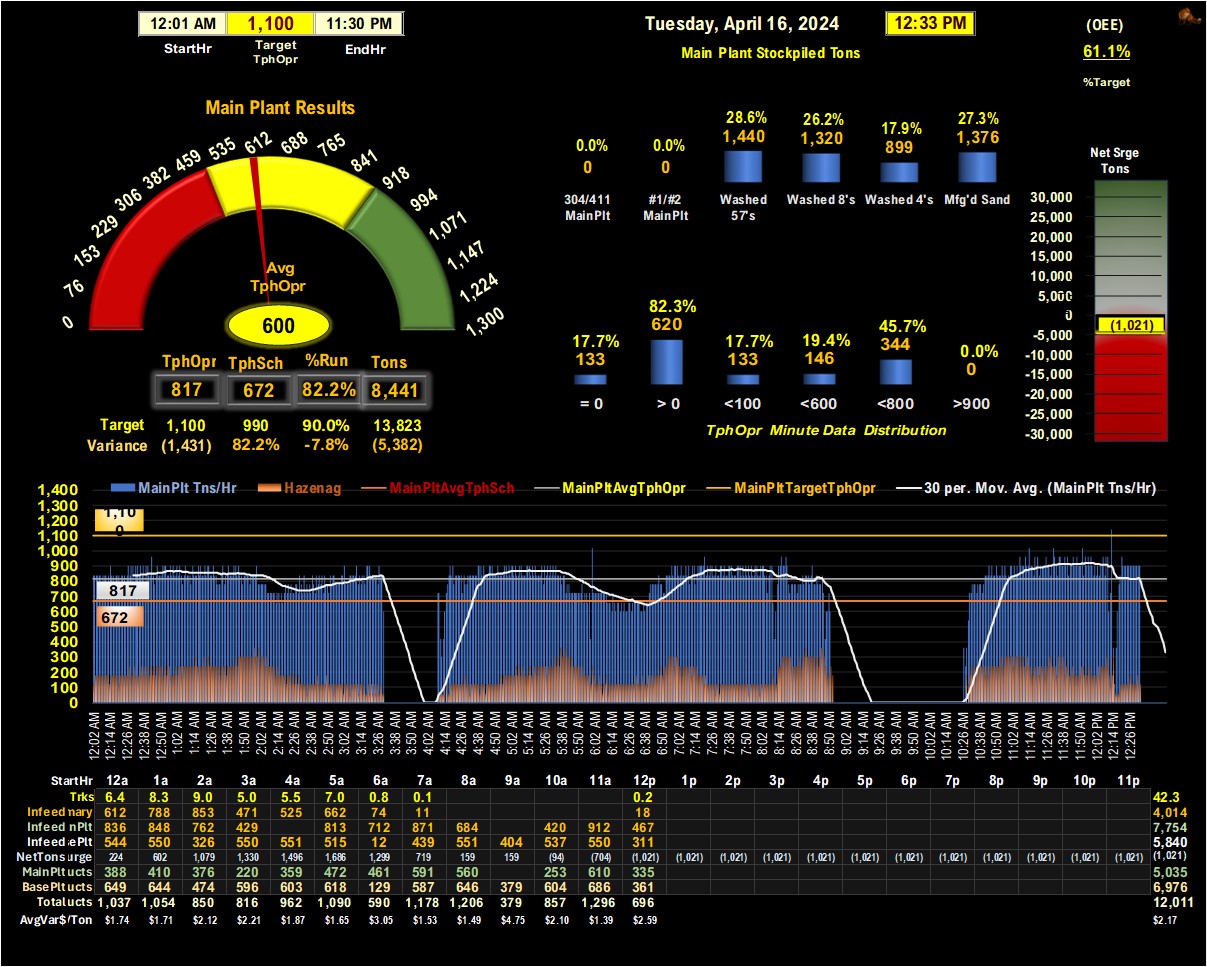 12:01 AM 1,100 11:30 PM
StartHr Target TphOpr EndHr
Tuesday, April 16, 2024 12:33 PM
Main Plant Stockpiled Tons
(OEE)
61.1%
%Target
Main Plant Results
0 76 153 229 306 382 459 535 612 688 765 841 918 994 1,071 1,147 1,224 1,300
Avg
TphOpr
600
TphOpr TphSch %Run Tons
817 672 82.2% 8,441
Target 1,100 990 90.0% 13,823
Variance (1,431) 82.2% -7.8% (5,382)
0.0% 0.0% 28.6% 26.2% 17.9% 27.3%
0 0 1,440 1,320 899 1,376
304/411 #1/#2 Washed Washed 8's Washed 4's Mfg'd Sand
MainPlt MainPlt 57's
17.7% 82.3% 17.7% 19.4% 45.7% 0.0%
133 620 133 146 344 0
= 0 > 0 <100 <600 <800 >900
TphOpr Minute Data Distribution
Net Srge
Tons
30,000
25,000
20,000
15,000
10,000
5,000
0
(1,021)
-5,000
-10,000
-15,000
-20,000
-25,000
-30,000
MainPlt Tns/Hr Hazenag MainPltAvgTphSch MainPltAvgTphOpr MainPltTargetTphOpr 30 per. Mov. Avg. (MainPlt Tns/Hr)
1,400
1,300
1,200
1,100
1,000
900
800
700
600
500
400
300
200
100
0
1,10
0
817
672
12:02 AM 12:14 AM 12:26 AM 12:38 AM 12:50 AM 1:02 AM 1:14 AM 1:26 AM 1:38 AM 1:50 AM 2:02 AM 2:14 AM 2:26 AM 2:38 AM 2:50 AM 3:02 AM 3:14 AM 3:26 AM 3:38 AM 3:50 AM 4:02 AM 4:14 AM 4:26 AM 4:38 AM 4:50 AM 5:02 AM 5:14 AM 5:26 AM 5:38 AM 5:50 AM 6:02 AM 6:14 AM 6:26 AM 6:38 AM 6:50 AM 7:02 AM 7:14 AM 7:26 AM 7:38 AM 7:50 AM 8:02 AM 8:14 AM 8:26 AM 8:38 AM 8:50 AM 9:02 AM 9:14 AM 9:26 AM 9:38 AM 9:50 AM 10:02 AM 10:14 AM 10:26 AM 10:38 AM 10:50 AM 11:02 AM 11:14 AM 11:26 AM 11:38 AM 11:50 AM 12:02 PM 12:14 PM 12:26 PM
StartHr 12a 1a 2a 3a 4a 5a 6a 7a 8a 9a 10a 11a 12p 1p 2p 3p 4p 5p 6p 7p 8p 9p 10p 11p
Trks 6.4 8.3 9.0 5.0 5.5 7.0 0.8 0.1 0.2 42.3
Infeed mary 612 788 853 471 525 662 74 11 18 4,014
Infeed nPlt 836 848 762 429 813 712 871 684 420 912 467 7,754
Infeed ePlt 544 550 326 550 551 515 12 439 551 404 537 550 311 5,840
NetTons urge 224 602 1,079 1,330 1,496 1,686 1,299 719 159 159 (94) (704) (1,021) (1,021) (1,021) (1,021) (1,021) (1,021) (1,021) (1,021) (1,021) (1,021) (1,021) (1,021) (1,021)
MainPlt ucts 388 410 376 220 359 472 461 591 560 253 610 335 5,035
BasePlt ucts 649 644 474 596 603 618 129 587 646 379 604 686 361 6,976
Total ucts 1,037 1,054 850 816 962 1,090 590 1,178 1,206 379 857 1,296 696 12,011
AvgVar$/Ton $1.74 $1.71 $2.12 $2.21 $1.87 $1.65 $3.05 $1.53 $1.49 $4.75 $2.10 $1.39 $2.59 $2.17